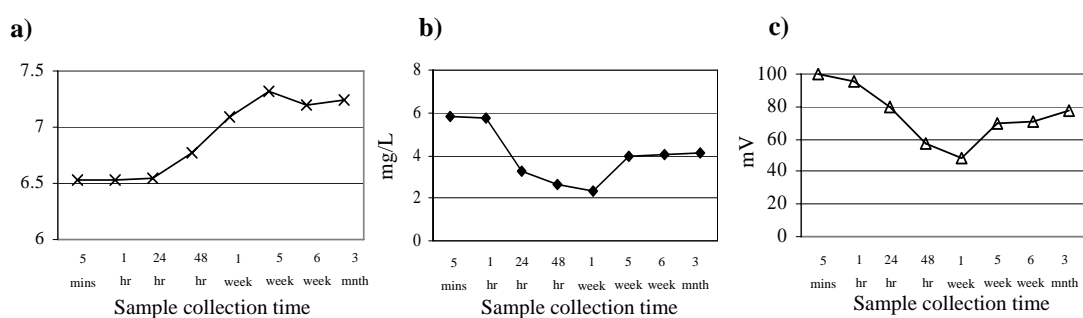 a)
7.5
7
6.5
6
5 mins
1 hr
24 hr
48 hr
1 week
5 week
6 week
3 mnth
Sample collection time
b)
mg/L
8
6
4
2
0
5 mins
1 hr
24 hr
48 hr
1 week
5 week
6 week
3 mnth
Sample collection time
c)
mV
100
80
60
40
20
0
5 mins
1 hr
24 hr
48 hr
1 week
5 week
6 week
3 mnth
Sample collection time